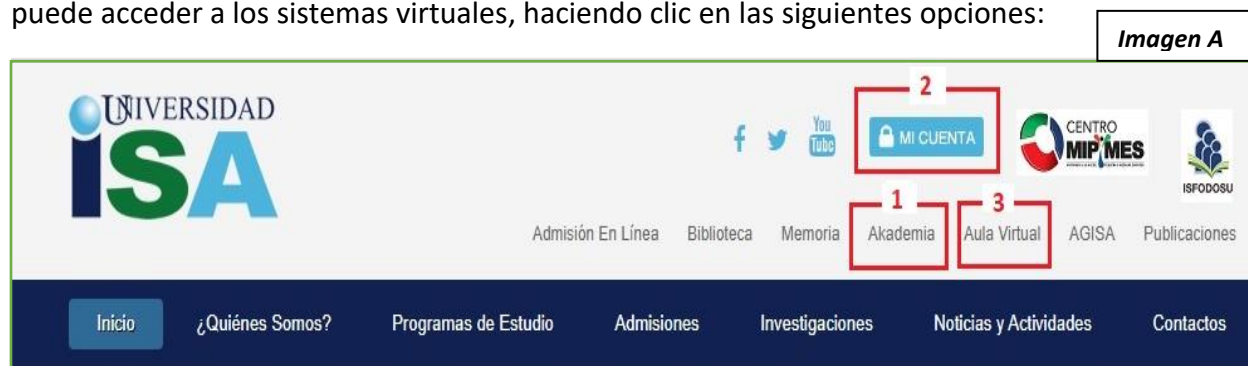 puede acceder a los sistemas virtuales, haciendo clic en las siguientes opciones:
Imagen A
UNIVERSIDAD
ISA
2
You
Tube
MI CUENTA
CENTRO
MIPIMES
ISFODOSU
1
3
Admisión En Línea Biblioteca Memoria Akademia Aula Virtual AGISA Publicaciones
Inicio ¿Quiénes Somos? Programas de Estudio Admisiones Investigaciones Noticias y Actividades Contactos